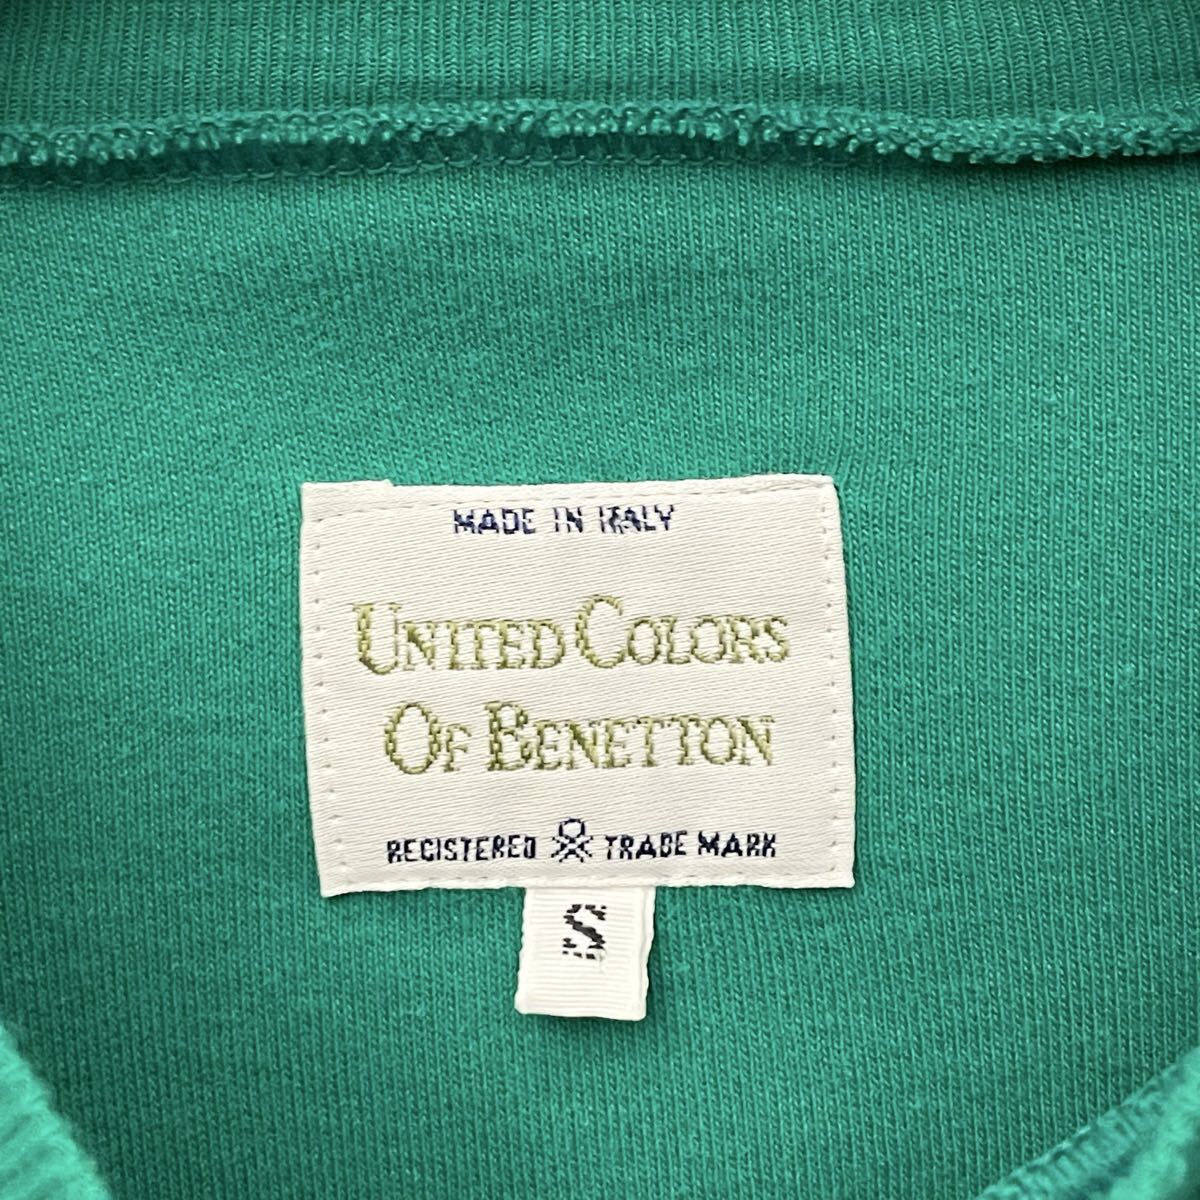 MADE IN ITALY
UNITED COLORS
OF BENETTON
REGISTERED TRADE MARK
S